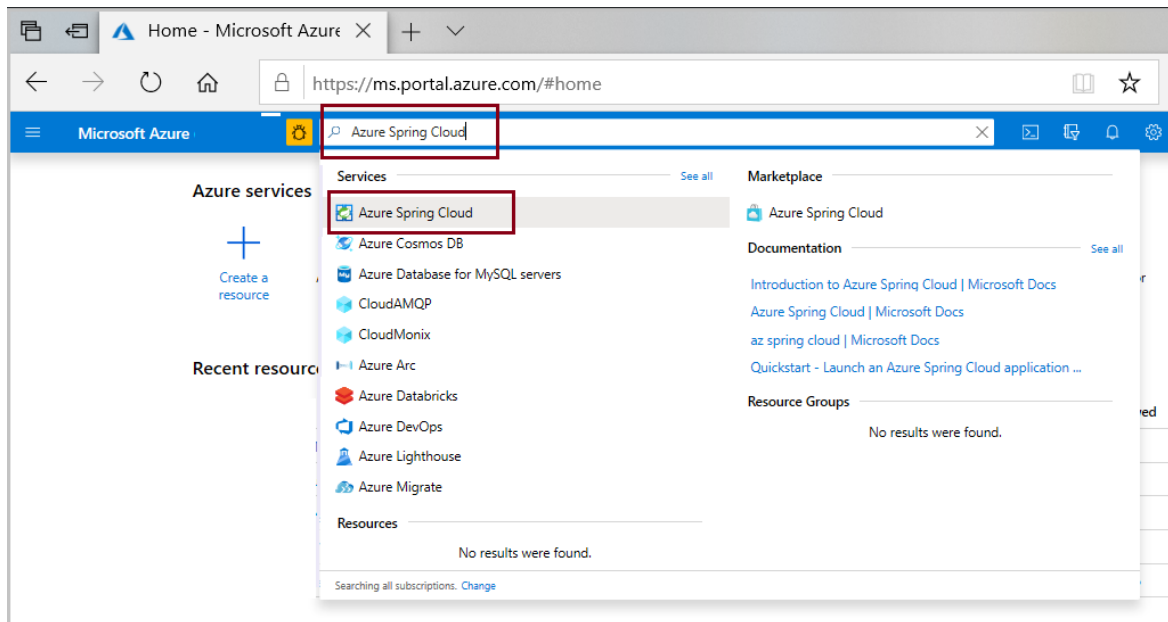 Home - Microsoft Azure
https://ms.portal.azure.com/#home
Microsoft Azure
Azure Spring Cloud
Azure services
Create a
resource
Recent
Services
See all
Azure Spring Cloud
Azure Cosmos DB
Azure Database for MySQL servers
CloudAMQP
CloudMonix
Azure Arc
Azure Databricks
Azure DevOps
Azure Lighthouse
Azure Migrate
Resources
No results were found.
Searching all subscriptions. Change
Marketplace
Azure Spring Cloud
Documentation
See all
Introduction to Azure Spring Cloud | Microsoft Docs
Azure Spring Cloud | Microsoft Docs
az spring cloud | Microsoft Docs
Quickstart - Launch an Azure Spring Cloud application ...
Resource Groups
No results were found.